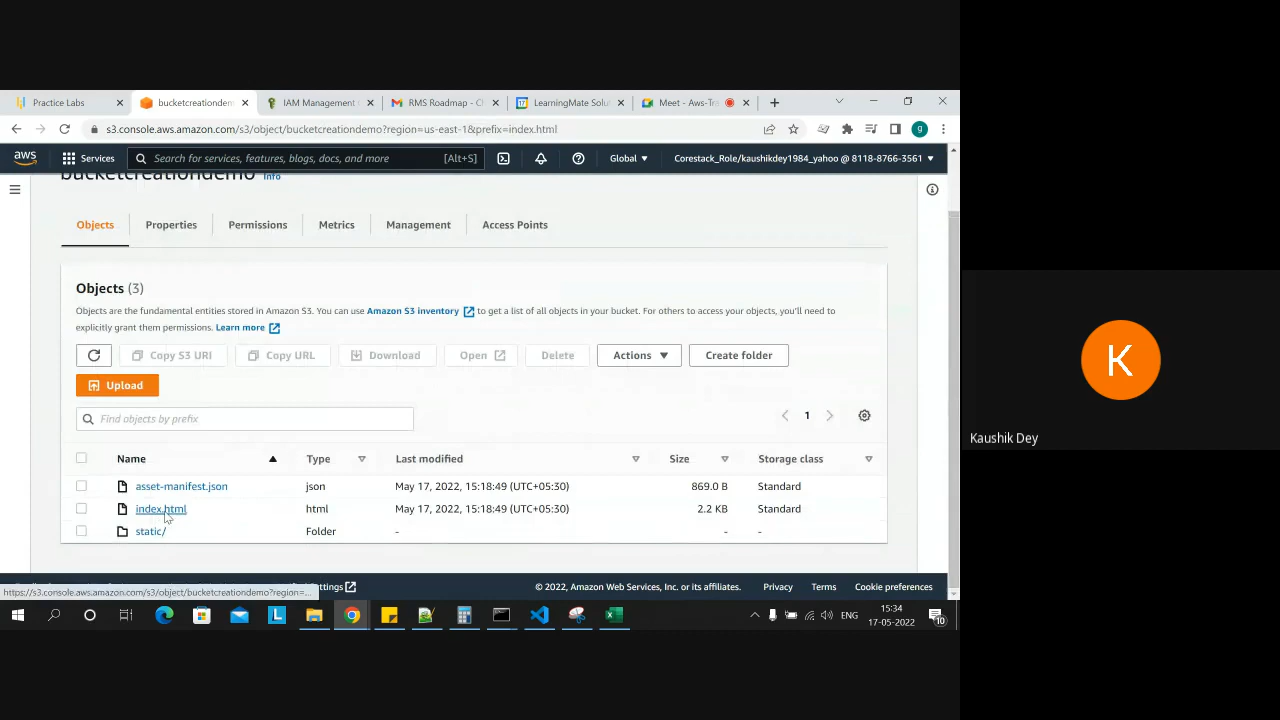 Practice Labs
bucketcreationdem
IAM Management
RMS Roadmap - C
LearningMate Solu
Meet - Aws-Tra
s3.console.aws.amazon.com/s3/object/bucketcreationdemo?region=us-east-1&prefix=index.html
g
aws
Services
Search for services, features, blogs, docs, and more
[Alt+S]
Global
Corestack_Role/kaushikdey1984_yahoo @ 8118-8766-3561
bucketcreationdemo Info
Objects
Properties
Permissions
Metrics
Management
Access Points
Objects (3)
Objects are the fundamental entities stored in Amazon S3. You can use Amazon S3 inventory to get a list of all objects in your bucket. For others to access your objects, you'll need to
explicitly grant them permissions. Learn more
Copy S3 URI
Copy URL
Download
Open
Delete
Actions
Create folder
Upload
Find objects by prefix
1
Name
Type
Last modified
Size
Storage class
asset-manifest.json
json
May 17, 2022, 15:18:49 (UTC+05:30)
869.0 B
Standard
index.html
html
May 17, 2022, 15:18:49 (UTC+05:30)
2.2 KB
Standard
static/
Folder
-
-
-
© 2022, Amazon Web Services, Inc. or its affiliates.
Privacy
Terms
Cookie preferences
https://s3.console.aws.amazon.com/s3/object/bucketcreationdemo?region=...
ENG
15:34
17-05-2022
10
K
Kaushik Dey